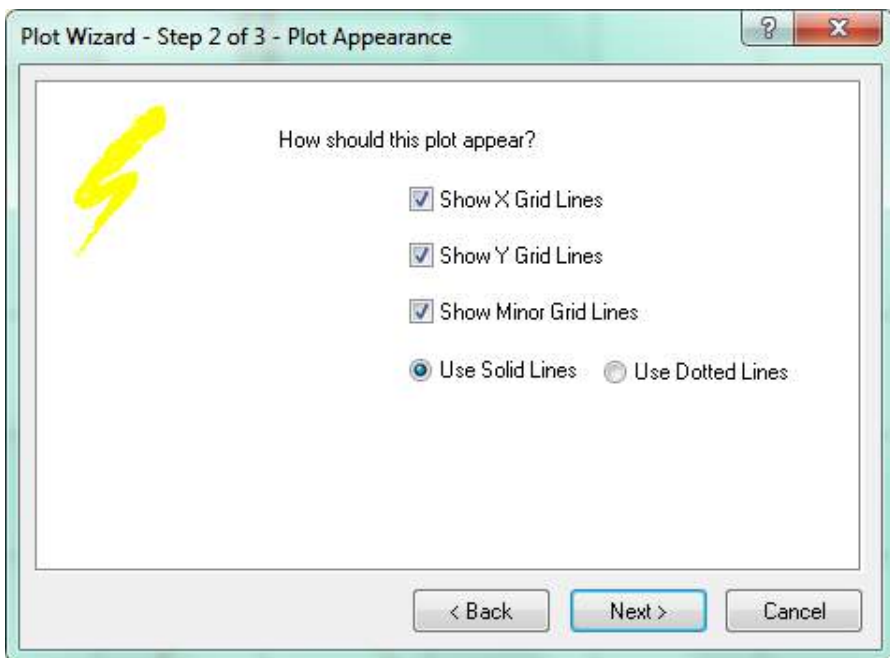 Plot Wizard - Step 2 of 3 - Plot Appearance
How should this plot appear?
Show X Grid Lines
Show Y Grid Lines
Show Minor Grid Lines
Use Solid Lines Use Dotted Lines
< Back Next > Cancel